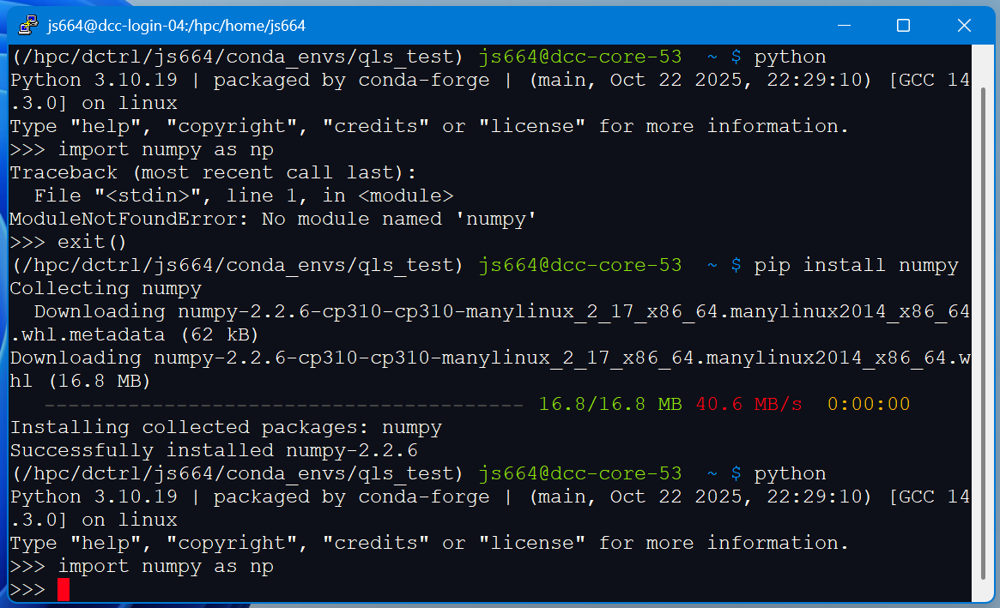 js664@dcc-login-04:/hpc/home/js664
(/hpc/dctrl/js664/conda_envs/qls_test) js664@dcc-core-53  ~ $ python
Python 3.10.19 | packaged by conda-forge | (main, Oct 22 2025, 22:29:10) [GCC 14
.3.0] on linux
Type "help", "copyright", "credits" or "license" for more information.
>>> import numpy as np
Traceback (most recent call last):
  File "<stdin>", line 1, in <module>
ModuleNotFoundError: No module named 'numpy'
>>> exit()
(/hpc/dctrl/js664/conda_envs/qls_test) js664@dcc-core-53  ~ $ pip install numpy
Collecting numpy
  Downloading numpy-2.2.6-cp310-cp310-manylinux_2_17_x86_64.manylinux2014_x86_64
.whl.metadata (62 kB)
Downloading numpy-2.2.6-cp310-cp310-manylinux_2_17_x86_64.manylinux2014_x86_64.w
hl (16.8 MB)
   ---------------------------------------- 16.8/16.8 MB 40.6 MB/s  0:00:00
Installing collected packages: numpy
Successfully installed numpy-2.2.6
(/hpc/dctrl/js664/conda_envs/qls_test) js664@dcc-core-53  ~ $ python
Python 3.10.19 | packaged by conda-forge | (main, Oct 22 2025, 22:29:10) [GCC 14
.3.0] on linux
Type "help", "copyright", "credits" or "license" for more information.
>>> import numpy as np
>>>